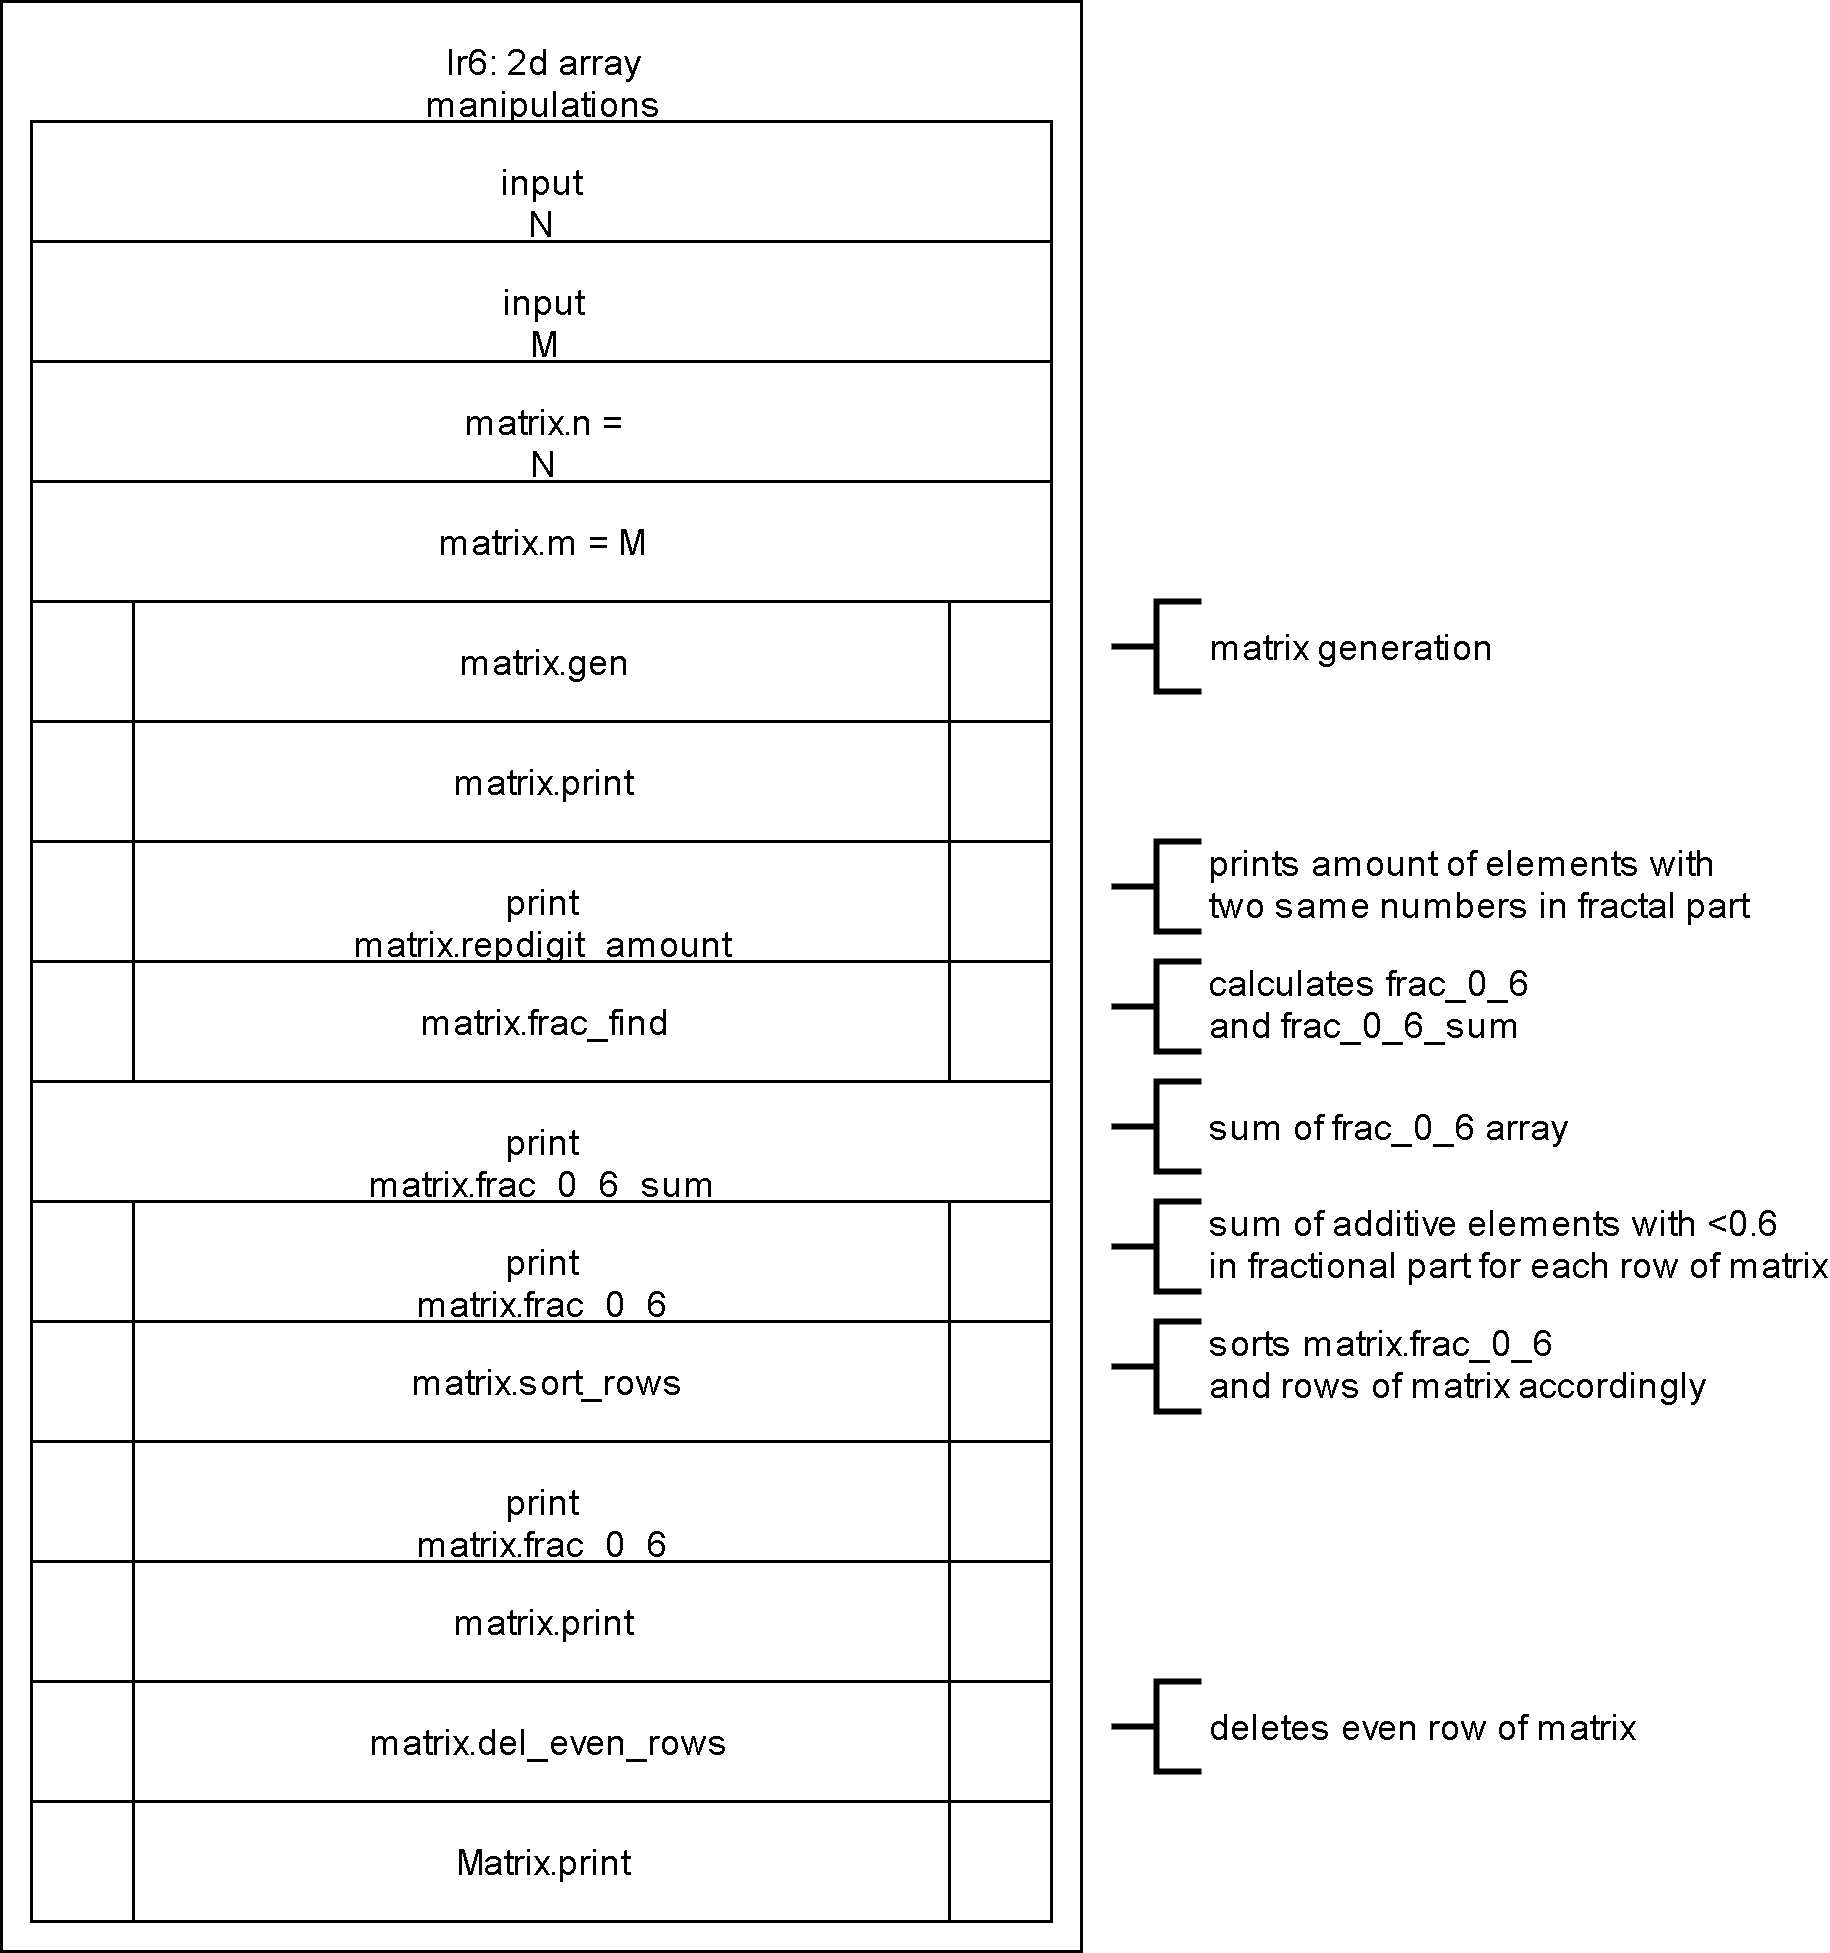 lr6: 2d array
manipulations
input
N
input
M
matrix.n =
N
matrix.m = M
matrix.gen
matrix generation
matrix.print
print
matrix.repdigit_amount
prints amount of elements with
two same numbers in fractal part
matrix.frac_find
calculates frac_0_6
and frac_0_6_sum
print
matrix.frac_0_6_sum
sum of frac_0_6 array
print
matrix.frac_0_6
sum of additive elements with <0.6
in fractional part for each row of matrix
matrix.sort_rows
sorts matrix.frac_0_6
and rows of matrix accordingly
print
matrix.frac_0_6
matrix.print
matrix.del_even_rows
deletes even row of matrix
Matrix.print